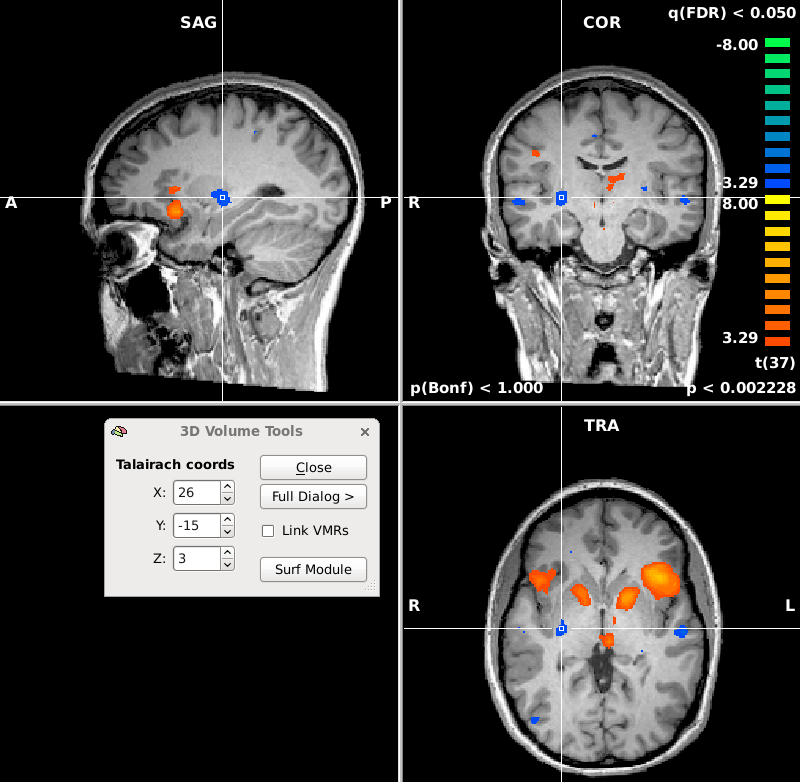 SAG
A
P
COR
q(FDR) < 0.050
-8.00
-3.29
8.00
3.29
t(37)
R
p(Bonf) < 1.000
p < 0.002228
3D Volume Tools
Talairach coords
X: 26
Y: -15
Z: 3
Close
Full Dialog >
Link VMRs
Surf Module
TRA
R
L